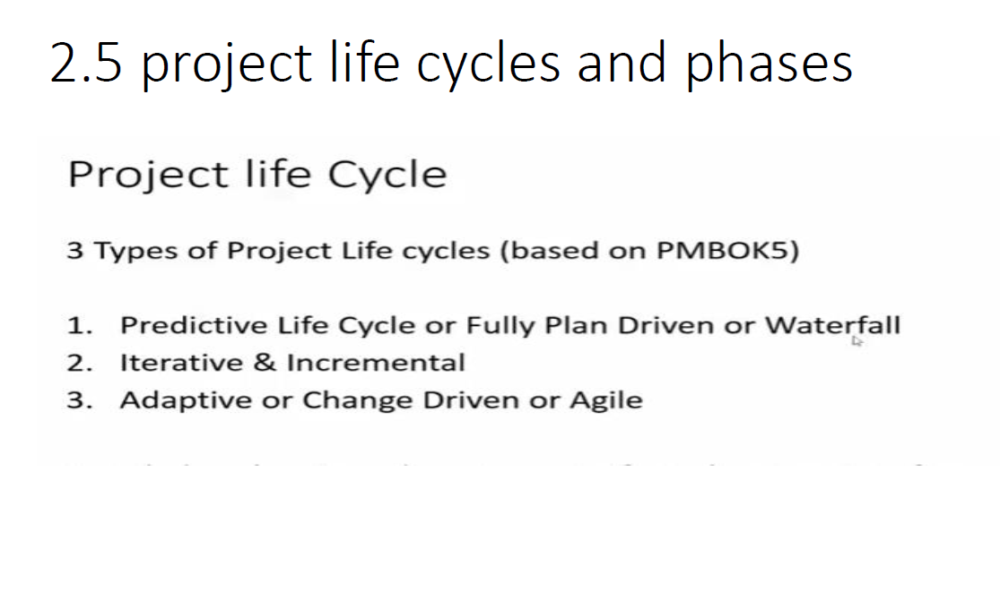 2.5 project life cycles and phases
Project life Cycle
3 Types of Project Life cycles (based on PMBOK5)
1. Predictive Life Cycle or Fully Plan Driven or Waterfall
2. Iterative & Incremental
3. Adaptive or Change Driven or Agile